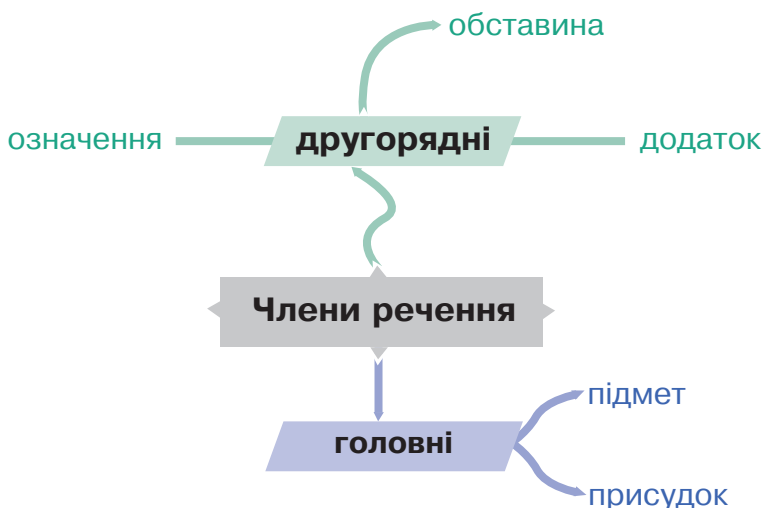 обставина
означення
другорядні
додаток
Члени речення
підмет
головні
присудок